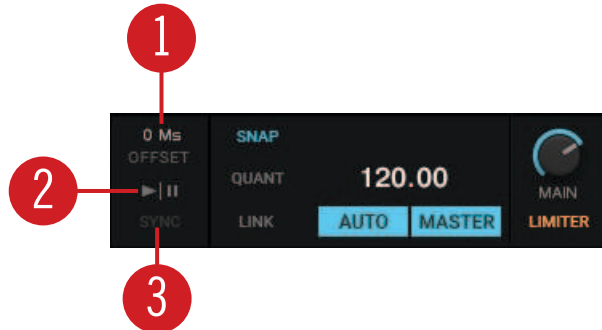 1
0 Ms
OFFSET
2
SYNC
3
SNAP
QUANT
LINK
120.00
AUTO
MASTER
MAIN
LIMITER